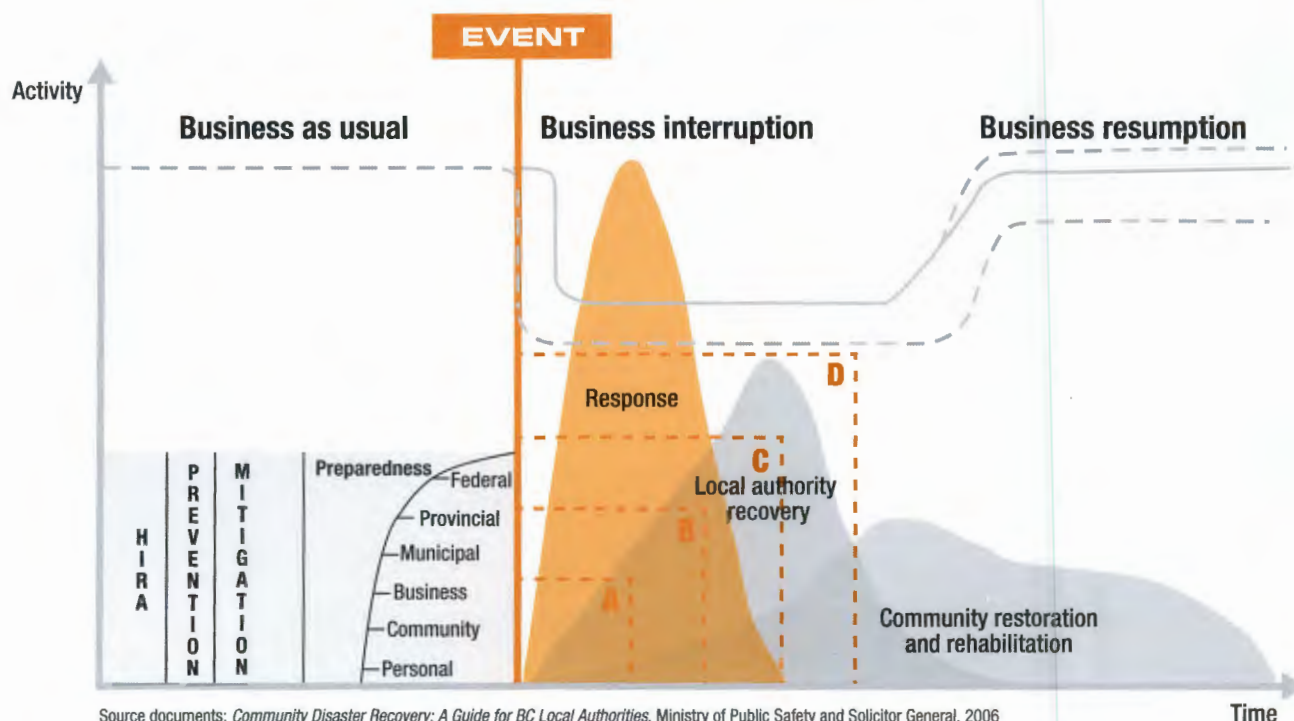 EVENT
Activity
Business as usual
Business interruption
Business resumption
D
Response
C
Preparedness
Federal
Local authority
recovery
Provincial
B
Municipal
HIRA
PREVENTION
MITIGATION
Business
A
Community
Community restoration
and rehabilitation
Personal
Source documents: Community Disaster Recovery: A Guide for BC Local Authorities, Ministry of Public Safety and Solicitor General, 2006
Time